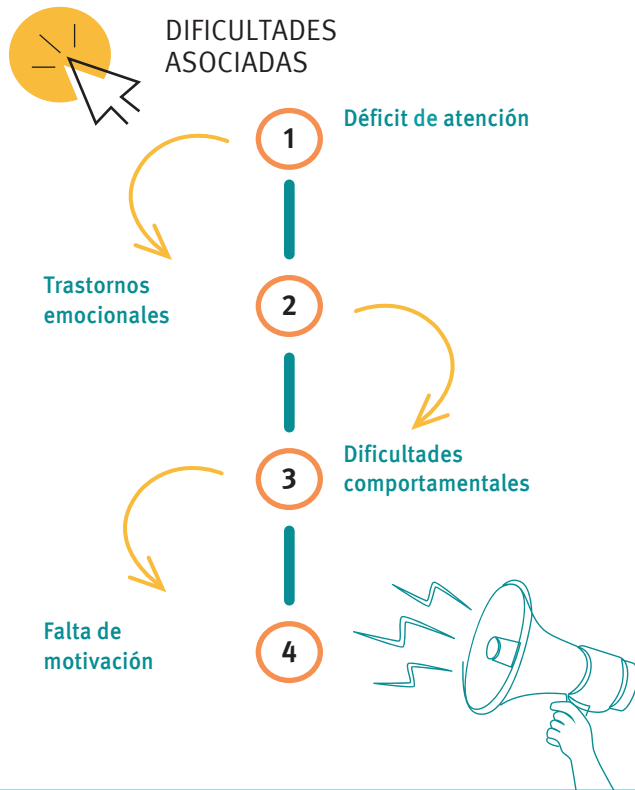 DIFICULTADES
ASOCIADAS
1
Déficit de atención
Trastornos
emocionales
2
3
Dificultades
comportamentales
Falta de
motivación
4